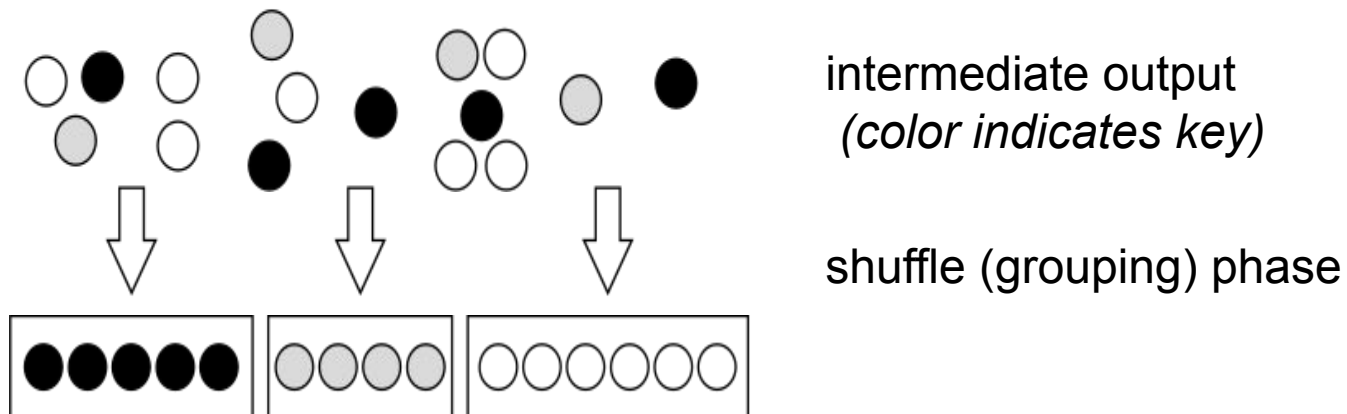 intermediate output
(color indicates key)
shuffle (grouping) phase